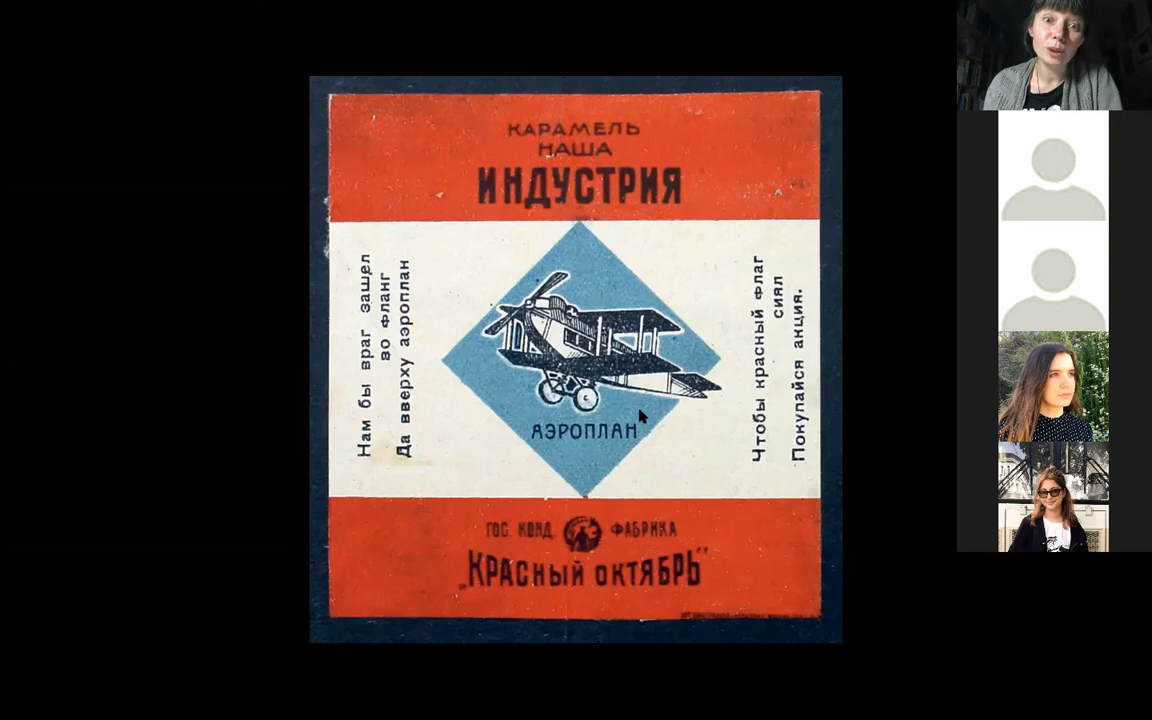 КАРАМЕЛЬ
НАША
ИНДУСТРИЯ
Нам бы враг зашел
во фланг
Да вверху аэроплан
АЭРОПЛАН
Чтобы красный флаг
сиял
Покупайся акция.
ГОС. КОНД. ФАБРИКА
„КРАСНЫЙ ОКТЯБРЬ"